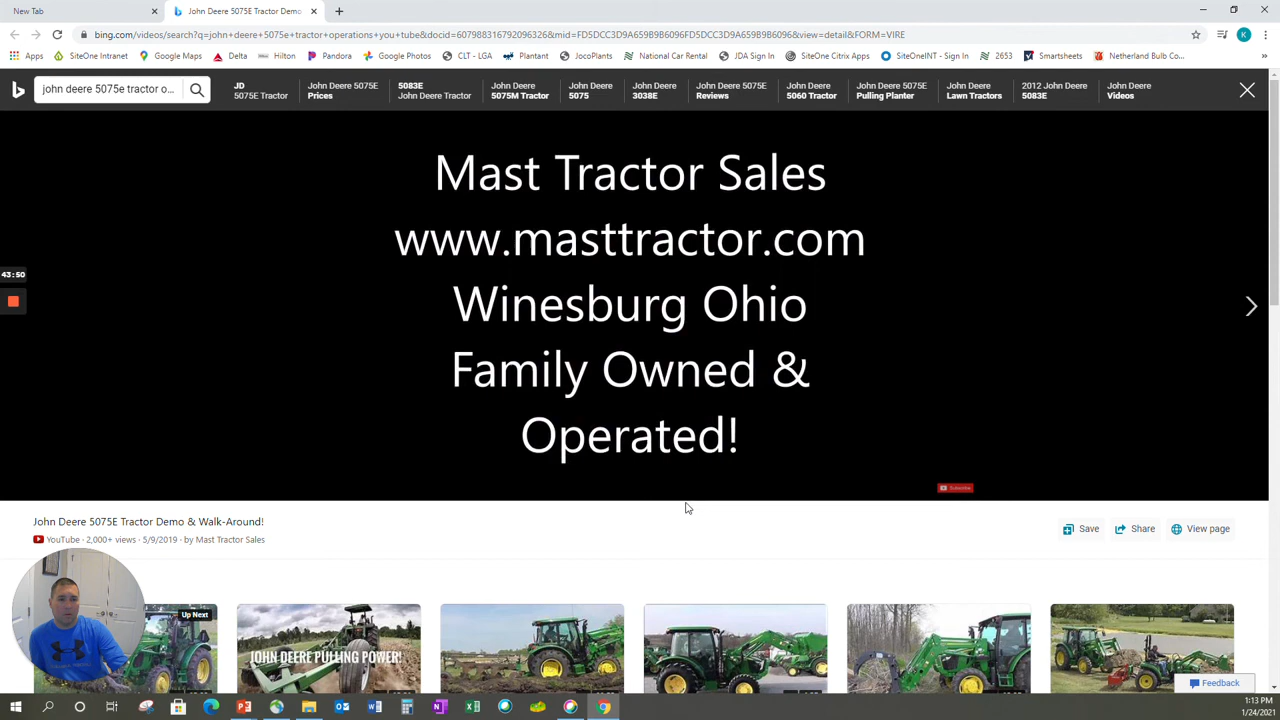 New Tab
John Deere 5075E Tractor Demo
bing.com/videos/search?q=john+deere+5075e+tractor+operations+you+tube&docid=607988316792096326&mid=FD5DCC3D9A659B9B6096FD5DCC3D9A659B9B6096&view=detail&FORM=VIRE
K
Apps SiteOne Intranet Google Maps Delta Hilton Pandora Google Photos CLT - LGA Plantant JocoPlants National Car Rental JDA Sign In SiteOne Citrix Apps SiteOneINT - Sign In 2653 Smartsheets Netherland Bulb Co...
john deere 5075e tractor o...
JD
5075E Tractor
John Deere 5075E
Prices
5083E
John Deere Tractor
John Deere
5075M Tractor
John Deere
5075
John Deere
3038E
John Deere 5075E
Reviews
John Deere
5060 Tractor
John Deere 5075E
Pulling Planter
John Deere
Lawn Tractors
2012 John Deere
5083E
John Deere
Videos
Mast Tractor Sales
www.masttractor.com
Winesburg Ohio
Family Owned &
Operated!
Subscribe
43:50
John Deere 5075E Tractor Demo & Walk-Around!
YouTube · 2,000+ views · 5/9/2019 · by Mast Tractor Sales
Save
Share
View page
Up Next
JOHN DEERE PULLING POWER!
Feedback
1:13 PM
1/24/2021